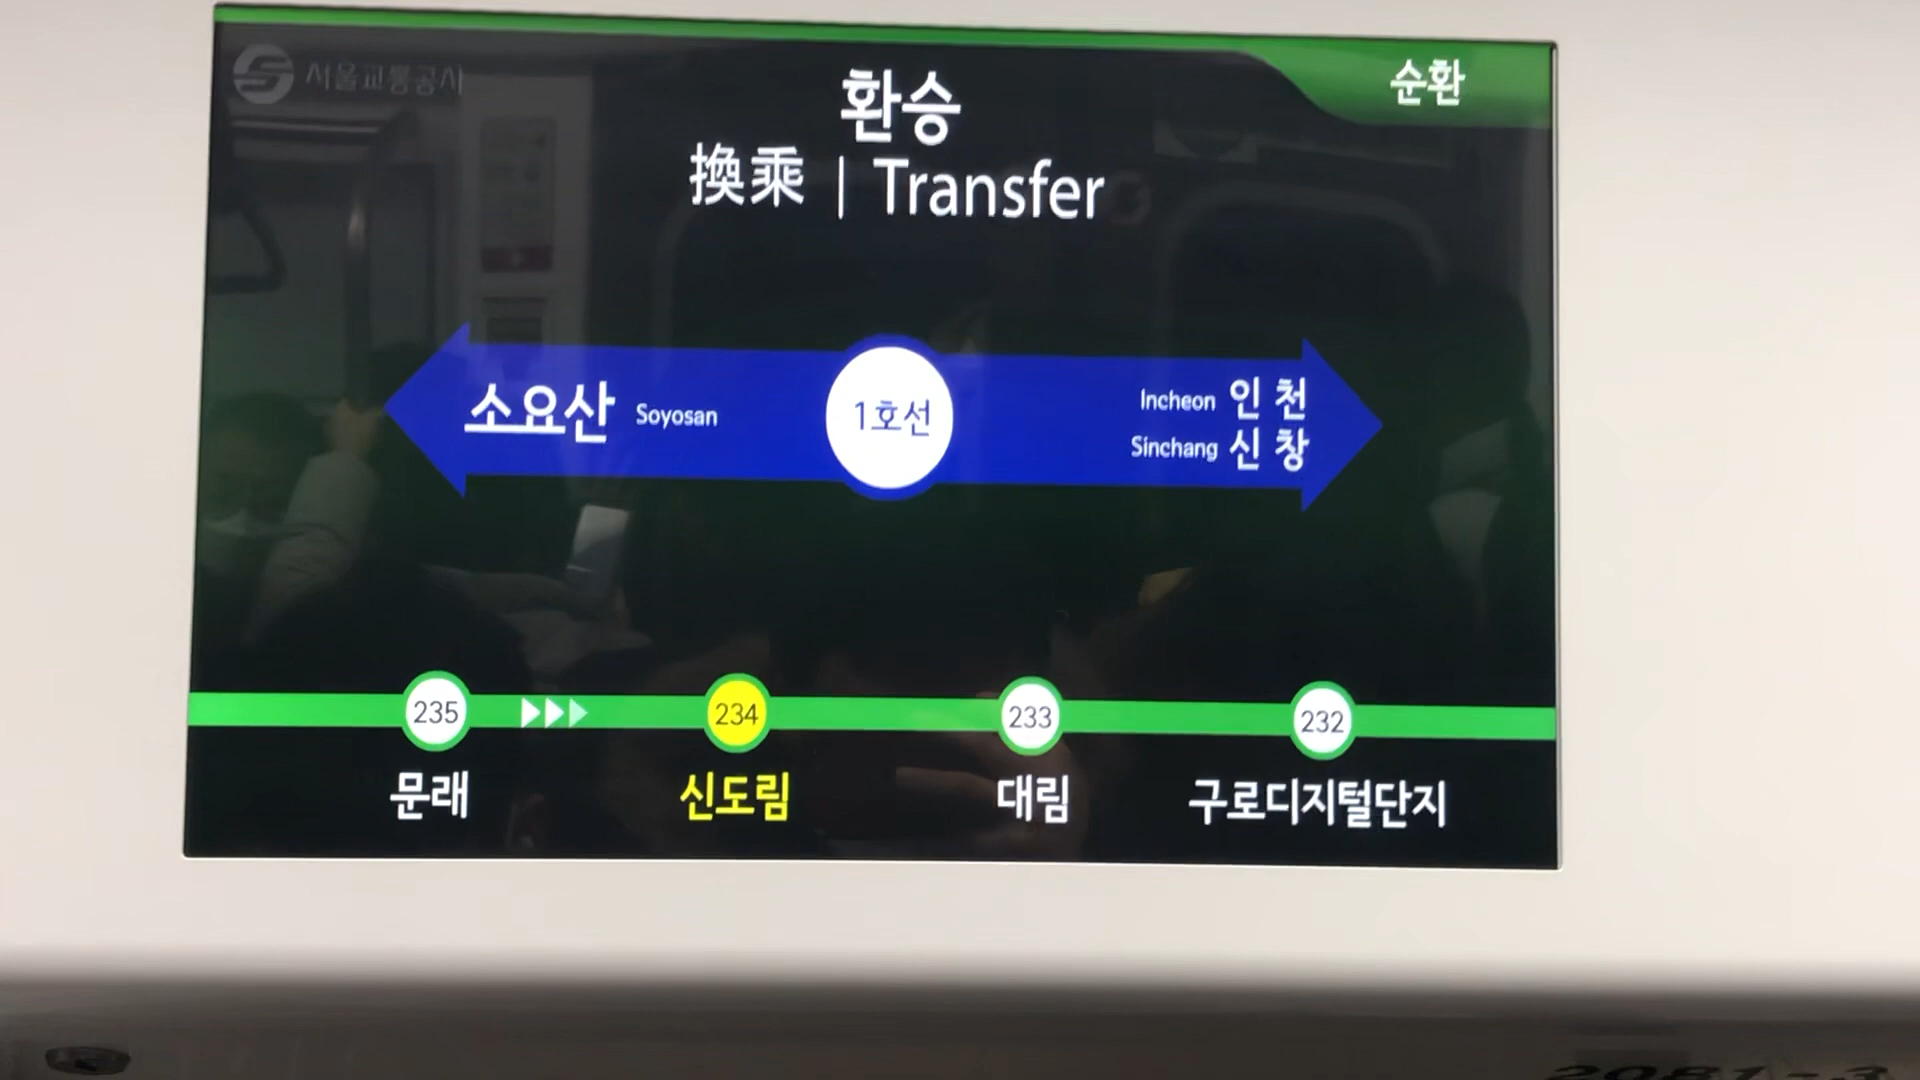 서울교통공사
순환
환승
換乘 | Transfer
소요산 Soyosan
1호선
Incheon 인천
Sinchang 신창
235 234 233 232
문래 신도림 대림 구로디지털단지
2081-3